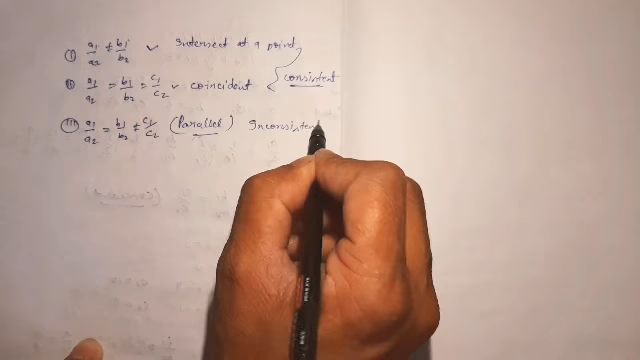 (I) a1/a2 ≠ b1/b2 ✓ Intersect at a point
(II) a1/a2 = b1/b2 = c1/c2 ✓ coincident consistent
(III) a1/a2 = b1/b2 ≠ c1/c2 (Parallel) Inconsisten